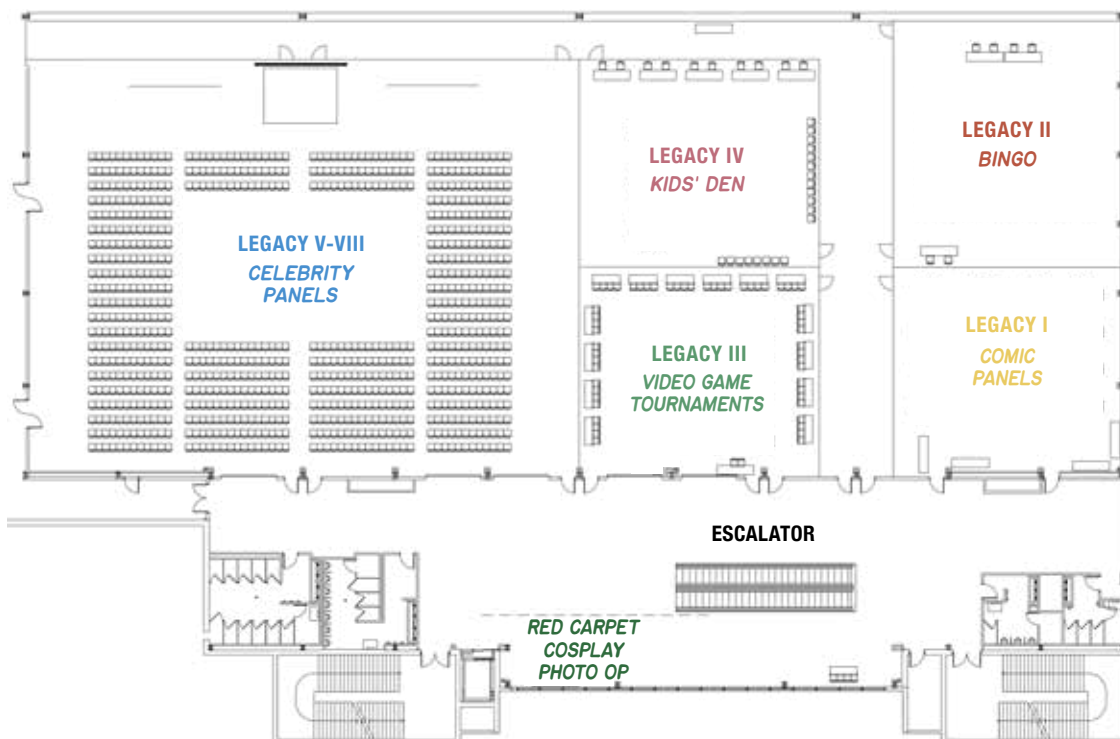 LEGACY II
BINGO
LEGACY IV
KIDS' DEN
LEGACY V-VIII
CELEBRITY
PANELS
LEGACY I
COMIC
PANELS
LEGACY III
VIDEO GAME
TOURNAMENTS
ESCALATOR
RED CARPET
COSPLAY
PHOTO OP